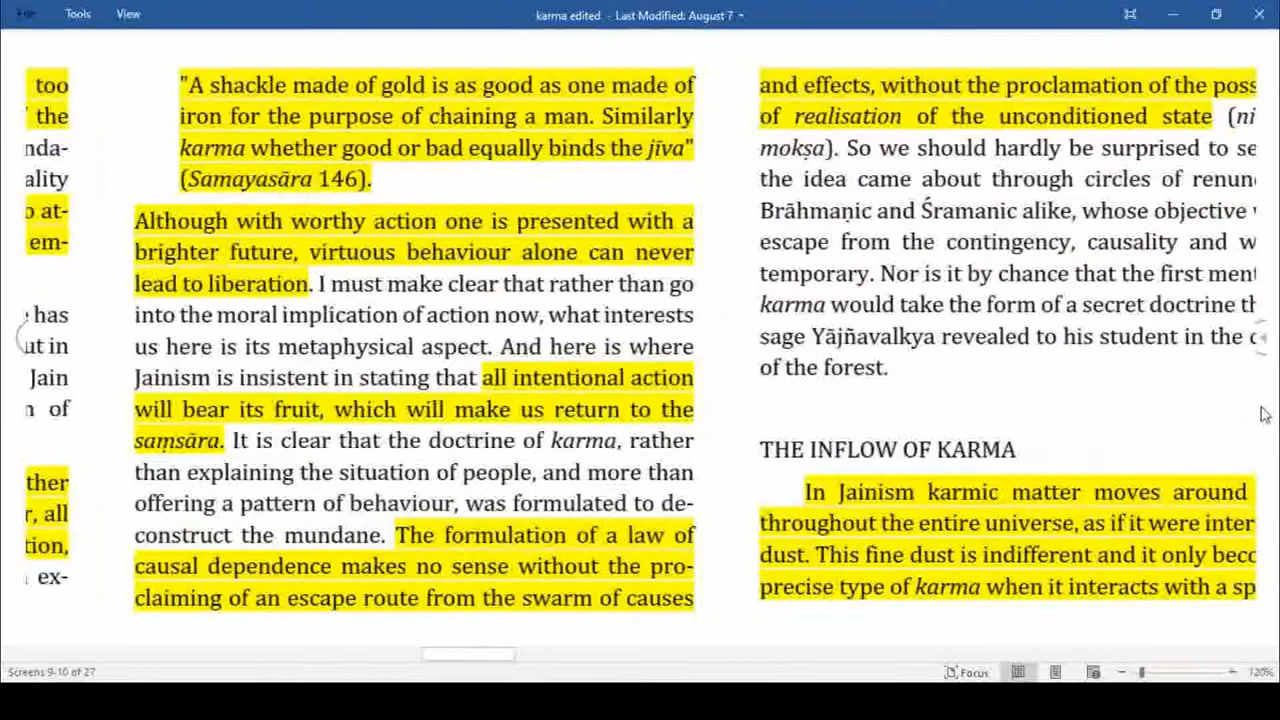 File Tools View
karma edited - Last Modified: August 7
too
the
nda-
ality
o at-
em-
has
ut in
Jain
n of
ther
r, all
tion,
ex-
"A shackle made of gold is as good as one made of
iron for the purpose of chaining a man. Similarly
karma whether good or bad equally binds the jīva"
(Samayasāra 146).
Although with worthy action one is presented with a
brighter future, virtuous behaviour alone can never
lead to liberation. I must make clear that rather than go
into the moral implication of action now, what interests
us here is its metaphysical aspect. And here is where
Jainism is insistent in stating that all intentional action
will bear its fruit, which will make us return to the
saṃsāra. It is clear that the doctrine of karma, rather
than explaining the situation of people, and more than
offering a pattern of behaviour, was formulated to de-
construct the mundane. The formulation of a law of
causal dependence makes no sense without the pro-
claiming of an escape route from the swarm of causes
and effects, without the proclamation of the poss
of realisation of the unconditioned state (ni
mokṣa). So we should hardly be surprised to se
the idea came about through circles of renun
Brāhmaṇic and Śramanic alike, whose objective
escape from the contingency, causality and w
temporary. Nor is it by chance that the first ment
karma would take the form of a secret doctrine th
sage Yājñavalkya revealed to his student in the
of the forest.
THE INFLOW OF KARMA
In Jainism karmic matter moves around
throughout the entire universe, as if it were inter
dust. This fine dust is indifferent and it only beco
precise type of karma when it interacts with a sp
Screens 9-10 of 27
Focus
120%